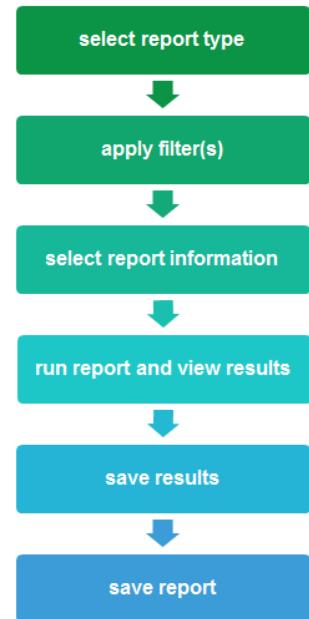 select report type
apply filter(s)
select report information
run report and view results
save results
save report